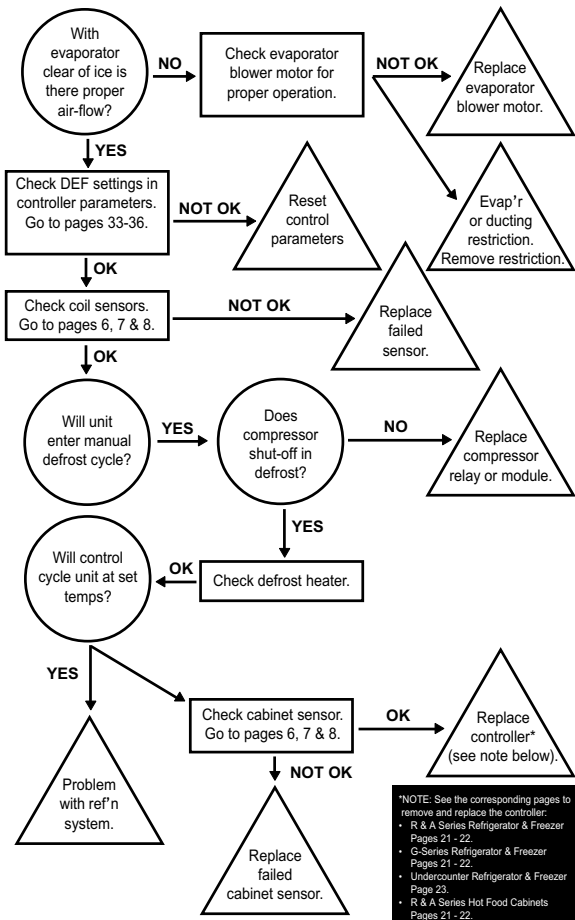 With
evaporator
clear of ice is
there proper
air-flow?
NO
Check evaporator
blower motor for
proper operation.
NOT OK
Replace
evaporator
blower motor.
YES
Check DEF settings in
controller parameters.
Go to pages 33-36.
NOT OK
Reset
control
parameters
Evap'r
or ducting
restriction.
Remove restriction.
OK
Check coil sensors.
Go to pages 6, 7 & 8.
NOT OK
Replace
failed
sensor.
OK
Will unit
enter manual
defrost cycle?
YES
Does
compressor
shut-off in
defrost?
NO
Replace
compressor
relay or module.
YES
Will control
cycle unit at set
temps?
OK
Check defrost heater.
YES
Check cabinet sensor.
Go to pages 6, 7 & 8.
OK
Replace
controller*
(see note below).
Problem
with ref'n
system.
NOT OK
Replace
failed
cabinet sensor.
*NOTE: See the corresponding pages to
remove and replace the controller:
• R & A Series Refrigerator & Freezer
Pages 21 - 22.
• G-Series Refrigerator & Freezer
Pages 21 - 22.
• Undercounter Refrigerator & Freezer
Page 23.
• R & A Series Hot Food Cabinets
Pages 21 - 22.